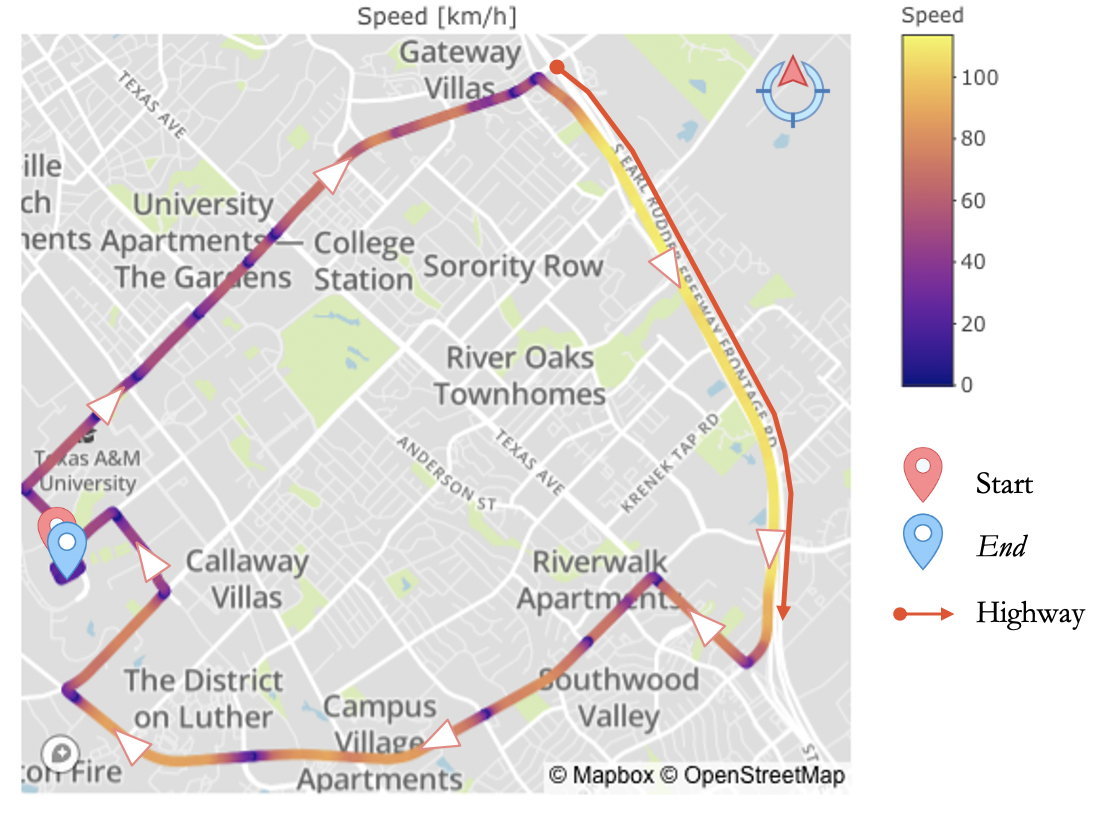 Speed [km/h]
Gateway
Villas
TEXAS AVE
ille
ch
nents
University
Apartments — College
The Gardens
Station
Sorority Row
S EARL RUDDER FREEWAY FRONTAGE RD
River Oaks
Townhomes
Texas A&M
University
ANDERSON ST
TEXAS AVE
KRENEK TAP RD
Callaway
Villas
Riverwalk
Apartments
The District
on Luther
Campus
Village
Apartments
Southwood
Valley
ton Fire
ST
© Mapbox © OpenStreetMap
Speed
100
80
60
40
20
0
Start
End
Highway